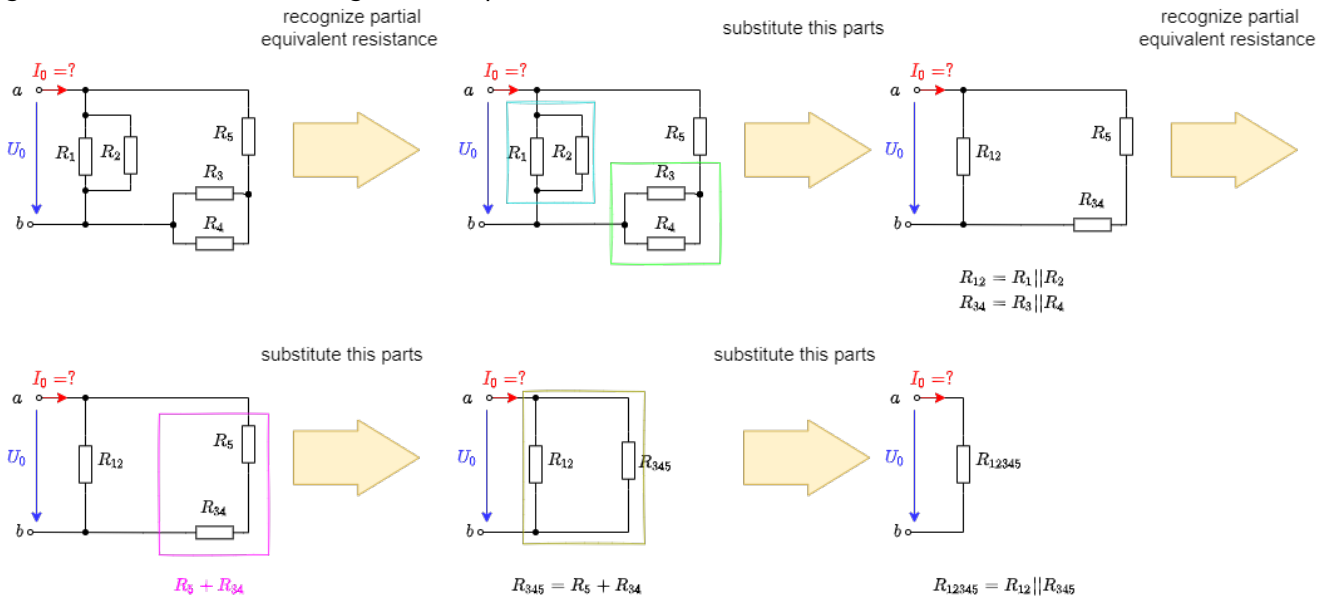 recognize partial
equivalent resistance
substitute this parts
recognize partial
equivalent resistance
I₀ =?
a
U₀
R₁
R₂
R₅
R₃
R₄
b
I₀ =?
a
U₀
R₁
R₂
R₅
R₃
R₄
b
I₀ =?
a
U₀
R₁₂
R₅
R₃₄
b
R₁₂ = R₁||R₂
R₃₄ = R₃||R₄
substitute this parts
substitute this parts
I₀ =?
a
U₀
R₁₂
R₅
R₃₄
b
R₅ + R₃₄
I₀ =?
a
U₀
R₁₂
R₃₄₅
b
R₃₄₅ = R₅ + R₃₄
I₀ =?
a
U₀
R₁₂₃₄₅
b
R₁₂₃₄₅ = R₁₂||R₃₄₅